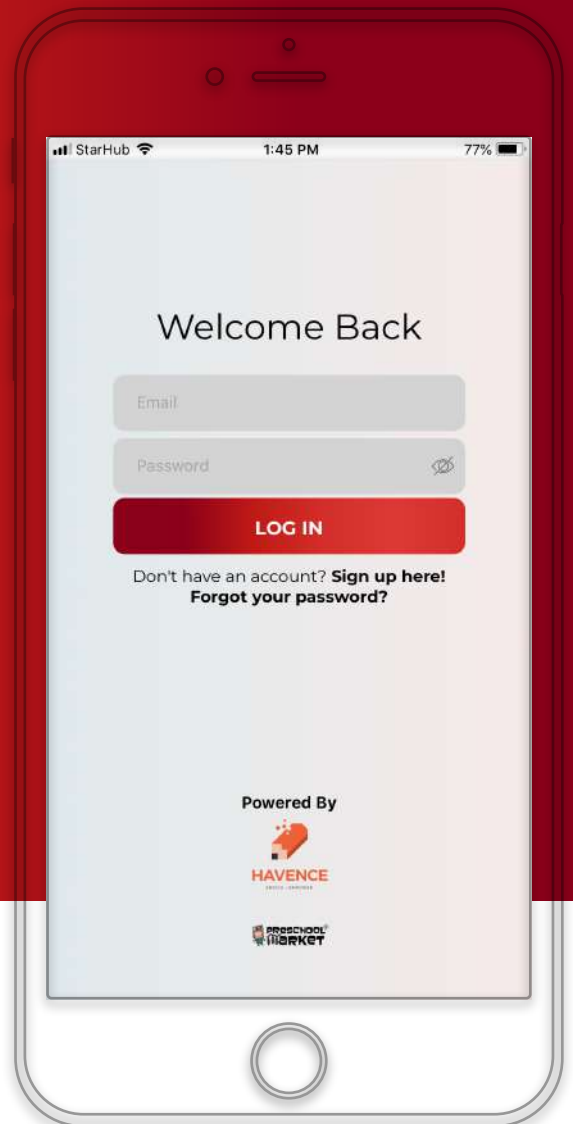 StarHub 1:45 PM 77%
Welcome Back
Email
Password
LOG IN
Don't have an account? Sign up here!
Forgot your password?
Powered By
HAVENCE
PRESCHOOL
MARKET